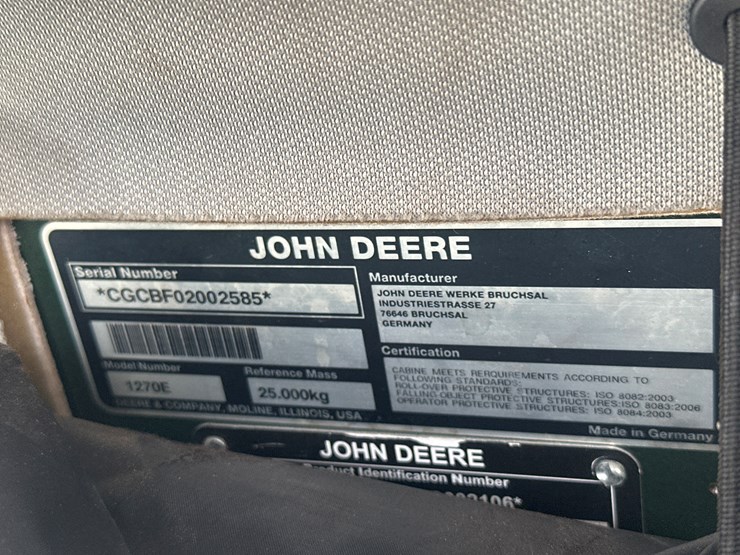 JOHN DEERE
Serial Number
*CGCBF02002585*
Model Number
1270E
Reference Mass
25.000kg
DEERE & COMPANY, MOLINE, ILLINOIS, USA
Manufacturer
JOHN DEERE WERKE BRUCHSAL
INDUSTRIESTRASSE 27
76646 BRUCHSAL
GERMANY
Certification
CABINE MEETS RERQUIREMENTS ACCORDING TO
FOLLOWING STANDARDS:
ROLL-OVER PROTECTIVE STRUCTURES: ISO 8082:2003
FALLING OBJECT PROTECTIVE STRUCTURES:ISO 8083:2006
OPERATOR PROTECTIVE STRUCTURES: ISO 8084:2003
Made in Germany
JOHN DEERE
Identification Number